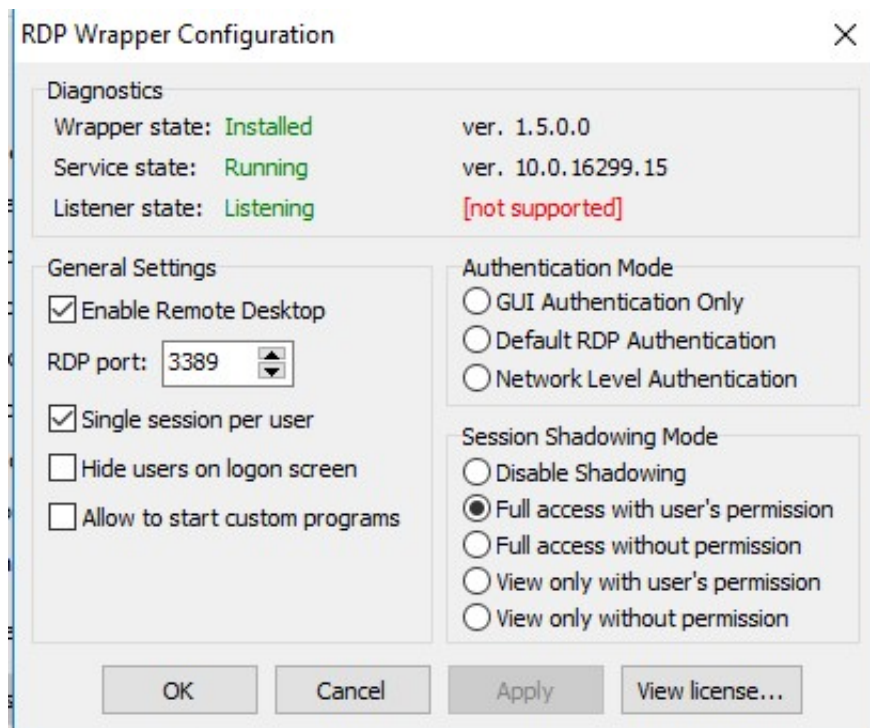 RDP Wrapper Configuration
Diagnostics
Wrapper state: Installed ver. 1.5.0.0
Service state: Running ver. 10.0.16299.15
Listener state: Listening [not supported]
General Settings
Enable Remote Desktop
RDP port: 3389
Single session per user
Hide users on logon screen
Allow to start custom programs
Authentication Mode
GUI Authentication Only
Default RDP Authentication
Network Level Authentication
Session Shadowing Mode
Disable Shadowing
Full access with user's permission
Full access without permission
View only with user's permission
View only without permission
OK Cancel Apply View license...